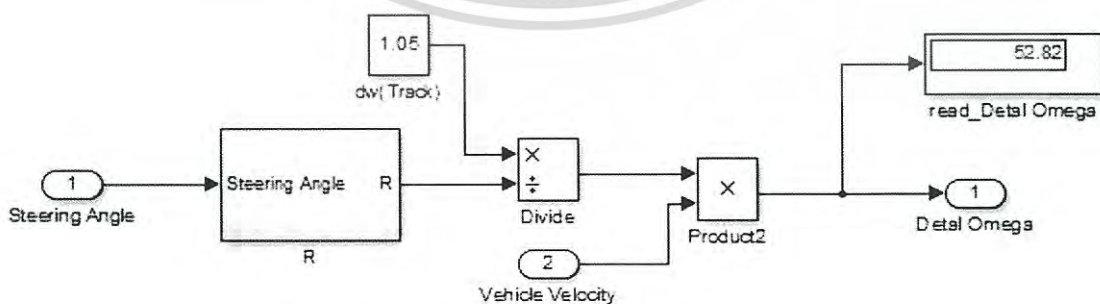 1.05
dw(Track)
52.82
read_Detal Omega
Steering Angle R
×
÷
1
Steering Angle
R
Divide
×
Product2
1
Detal Omega
2
Vehicle Velocity